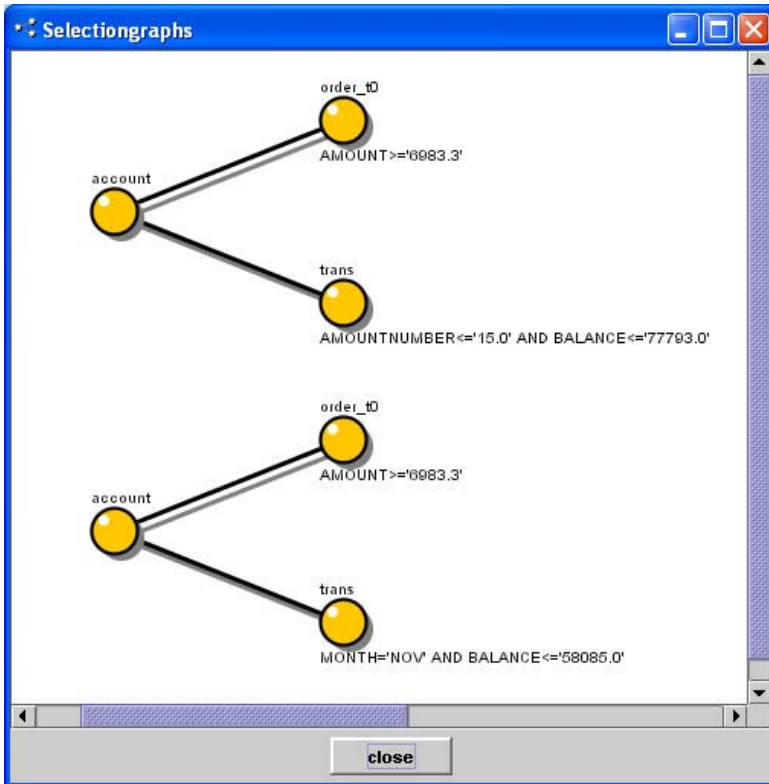 Selectiongraphs
order_t0
AMOUNT>='6983.3'
account
trans
AMOUNTNUMBER<='15.0' AND BALANCE<='77793.0'
order_t0
AMOUNT>='6983.3'
account
trans
MONTH='NOV' AND BALANCE<='58085.0'
close